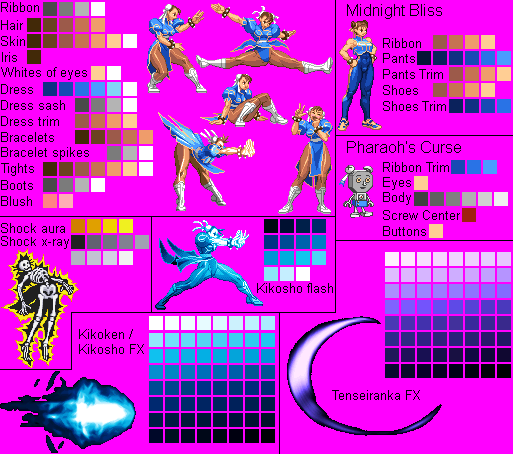 Ribbon
Hair
Skin
Iris
Whites of eyes
Dress
Dress sash
Dress trim
Bracelets
Bracelet spikes
Tights
Boots
Blush
Midnight Bliss
Ribbon
Pants
Pants Trim
Shoes
Shoes Trim
Pharaoh's Curse
Ribbon Trim
Eyes
Body
Screw Center
Buttons
Shock aura
Shock x-ray
Kikosho flash
Kikoken /
Kikosho FX
Tenseiranka FX